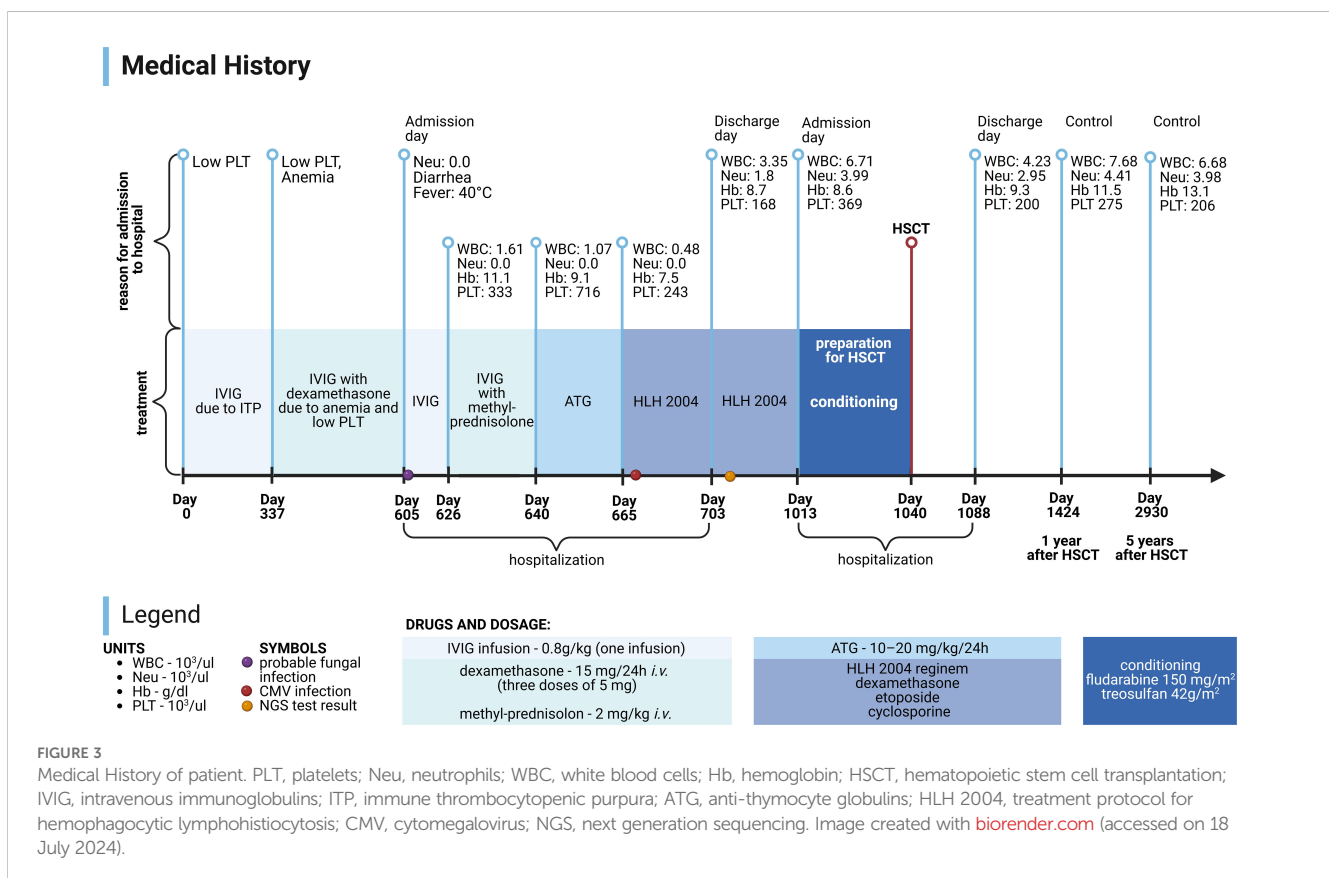 Medical History
Admission
day
Discharge
day
Admission
day
Discharge
day
Control
Control
Low PLT
Low PLT,
Anemia
Neu: 0.0
Diarrhea
Fever: 40°C
WBC: 3.35
Neu: 1.8
Hb: 8.7
PLT: 168
WBC: 6.71
Neu: 3.99
Hb: 8.6
PLT: 369
WBC: 4.23
Neu: 2.95
Hb: 9.3
PLT: 200
WBC: 7.68
Neu: 4.41
Hb 11.5
PLT 275
WBC: 6.68
Neu: 3.98
Hb 13.1
PLT: 206
reason for admission
to hospital
WBC: 1.61
Neu: 0.0
Hb: 11.1
PLT: 333
WBC: 1.07
Neu: 0.0
Hb: 9.1
PLT: 716
WBC: 0.48
Neu: 0.0
Hb: 7.5
PLT: 243
HSCT
treatment
IVIG
due to ITP
IVIG with
dexamethasone
due to anemia and
low PLT
IVIG
IVIG
with
methyl-
prednisolone
ATG
HLH 2004
HLH 2004
preparation
for HSCT
conditioning
Day
0
Day
337
Day
605
Day
626
Day
640
Day
665
Day
703
Day
1013
Day
1040
Day
1088
Day
1424
Day
2930
hospitalization
hospitalization
1 year
after HSCT
5 years
after HSCT
Legend
UNITS
• WBC - 10³/ul
• Neu - 10³/ul
• Hb - g/dl
• PLT - 10³/ul
SYMBOLS
probable fungal
infection
CMV infection
NGS test result
DRUGS AND DOSAGE:
IVIG infusion - 0.8g/kg (one infusion)
dexamethasone - 15 mg/24h i.v.
(three doses of 5 mg)
methyl-prednisolon - 2 mg/kg i.v.
ATG - 10–20 mg/kg/24h
HLH 2004 reginem
dexamethasone
etoposide
cyclosporine
conditioning
fludarabine 150 mg/m²
treosulfan 42g/m²
FIGURE 3
Medical History of patient. PLT, platelets; Neu, neutrophils; WBC, white blood cells; Hb, hemoglobin; HSCT, hematopoietic stem cell transplantation;
IVIG, intravenous immunoglobulins; ITP, immune thrombocytopenic purpura; ATG, anti-thymocyte globulins; HLH 2004, treatment protocol for
hemophagocytic lymphohistiocytosis; CMV, cytomegalovirus; NGS, next generation sequencing. Image created with biorender.com (accessed on 18
July 2024).